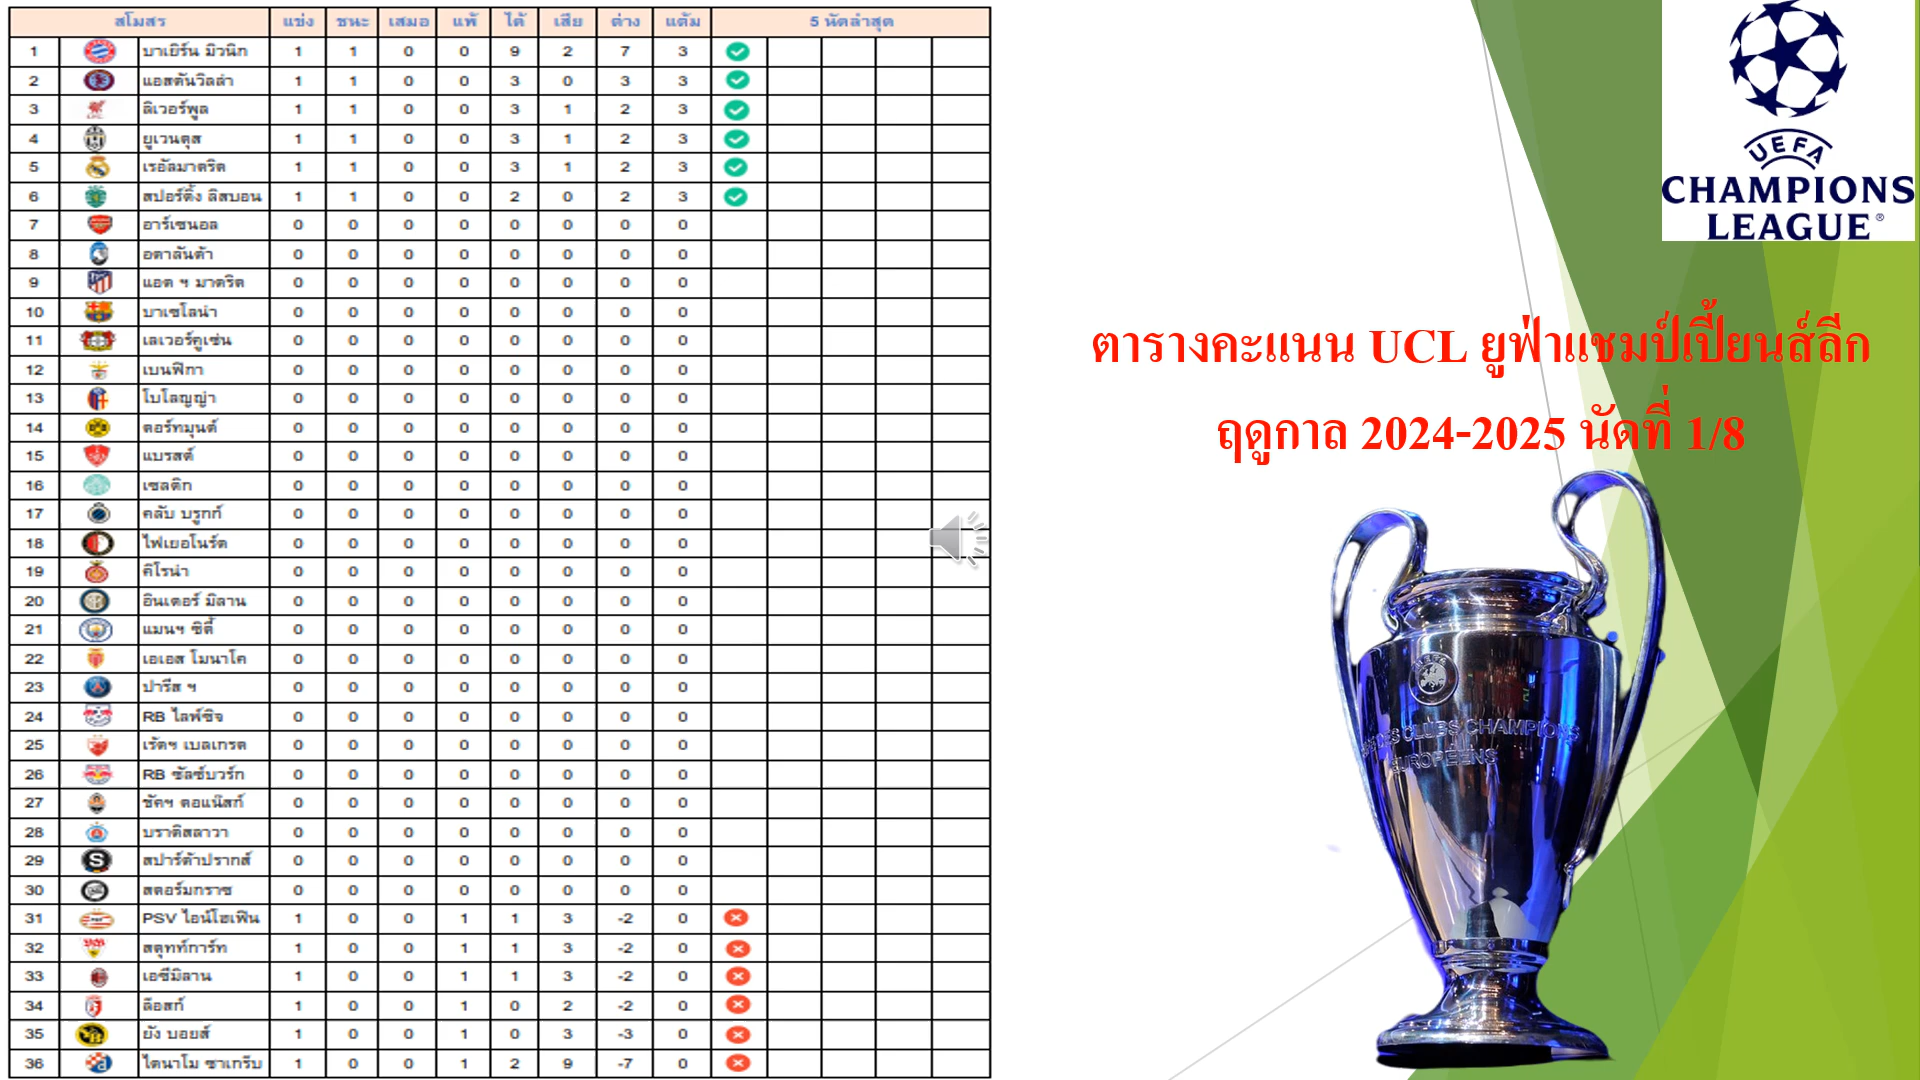 สโมสร แข่ง ชนะ เสมอ แพ้ ได้ เสีย ต่าง แต้ม 5 นัดล่าสุด
1 บาเยิร์น มิวนิก 1 1 0 0 9 2 7 3
2 แอสตันวิลล่า 1 1 0 0 3 0 3 3
3 ลิเวอร์พูล 1 1 0 0 3 1 2 3
4 ยูเวนตุส 1 1 0 0 3 1 2 3
5 เรอัลมาดริด 1 1 0 0 3 1 2 3
6 สปอร์ติ้ง ลิสบอน 1 1 0 0 2 0 2 3
7 อาร์เซนอล 0 0 0 0 0 0 0 0
8 อตาลันต้า 0 0 0 0 0 0 0 0
9 แอต ฯ มาดริด 0 0 0 0 0 0 0 0
10 บาเซโลน่า 0 0 0 0 0 0 0 0
11 เลเวอร์คูเซ่น 0 0 0 0 0 0 0 0
12 เบนฟิกา 0 0 0 0 0 0 0 0
13 โบโลญญ่า 0 0 0 0 0 0 0 0
14 ดอร์ทมุนด์ 0 0 0 0 0 0 0 0
15 แบรสต์ 0 0 0 0 0 0 0 0
16 เซลติก 0 0 0 0 0 0 0 0
17 คลับ บรูกก์ 0 0 0 0 0 0 0 0
18 ไฟเยอโนร์ด 0 0 0 0 0 0 0 0
19 คิโรน่า 0 0 0 0 0 0 0 0
20 อินเตอร์ มิลาน 0 0 0 0 0 0 0 0
21 แมนฯ ซิตี้ 0 0 0 0 0 0 0 0
22 เอเอส โมนาโค 0 0 0 0 0 0 0 0
23 ปารีส ฯ 0 0 0 0 0 0 0 0
24 RB ไลพ์ซิจ 0 0 0 0 0 0 0 0
25 เร้ดฯ เบลเกรด 0 0 0 0 0 0 0 0
26 RB ซัลซ์บวร์ก 0 0 0 0 0 0 0 0
27 ชัคฯ ดอแน็สก์ 0 0 0 0 0 0 0 0
28 บราติสลาวา 0 0 0 0 0 0 0 0
29 สปาร์ต้าปรากส์ 0 0 0 0 0 0 0 0
30 สตอร์มกราซ 0 0 0 0 0 0 0 0
31 PSV ไอน์โฮเฟ่น 1 0 0 1 1 3 -2 0
32 สตุทท์การ์ท 1 0 0 1 1 3 -2 0
33 เอซีมิลาน 1 0 0 1 1 3 -2 0
34 ลีอสก์ 1 0 0 1 0 2 -2 0
35 ยัง บอยส์ 1 0 0 1 0 3 -3 0
36 ไดนาโม ซาเกร็บ 1 0 0 1 2 9 -7 0
UEFA
CHAMPIONS
LEAGUE®
ตารางคะแนน UCL ยูฟ่าแชมป์เปี้ยนส์ลีก
ฤดูกาล 2024-2025 นัดที่ 1/8
DES CLUBS CHAMPIONS
EUROPÉENS